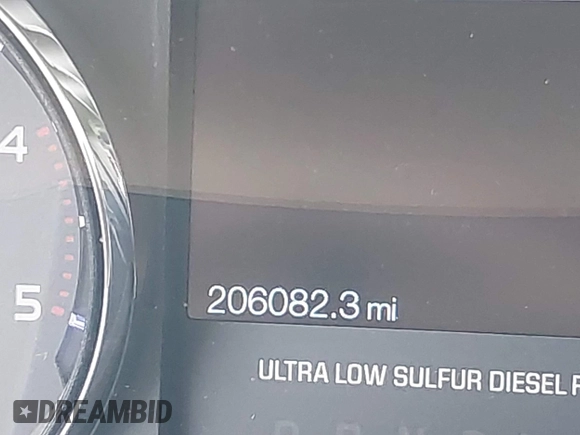 4
5
206082.3 mi
ULTRA LOW SULFUR DIESEL
DREAMBID